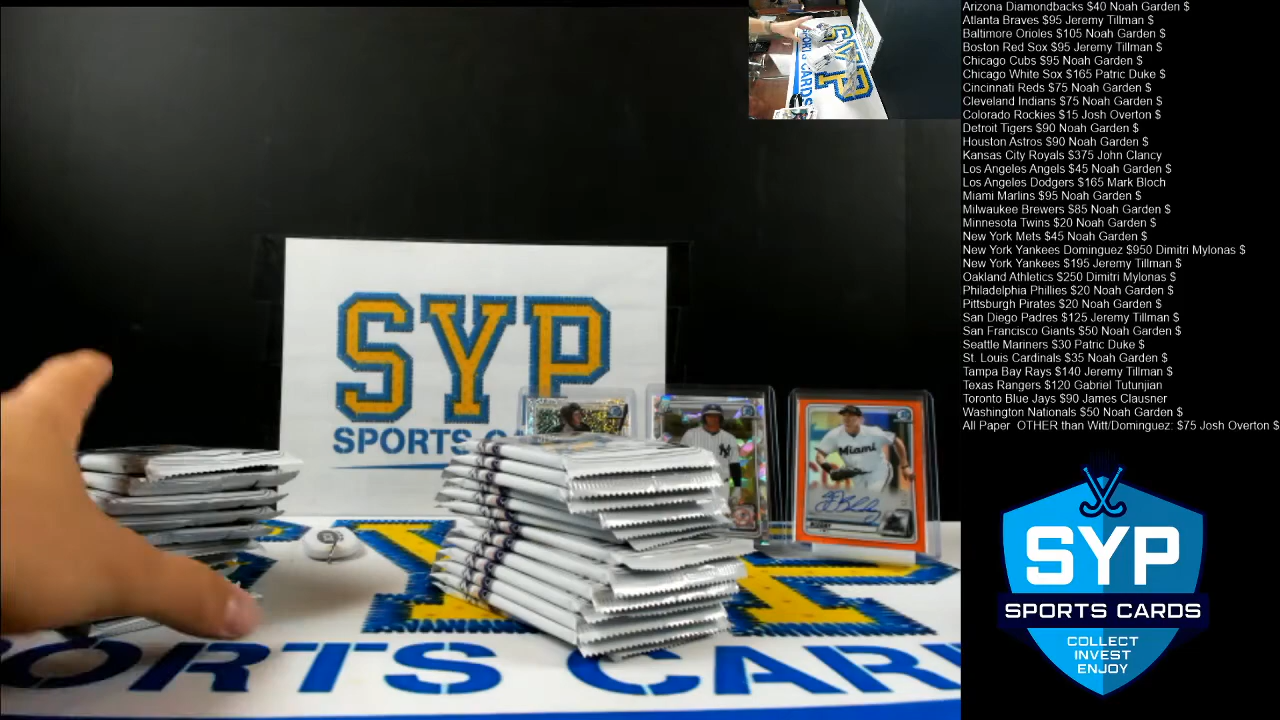 Arizona Diamondbacks $40 Noah Garden $
Atlanta Braves $95 Jeremy Tillman $
Baltimore Orioles $105 Noah Garden $
Boston Red Sox $95 Jeremy Tillman $
Chicago Cubs $95 Noah Garden $
Chicago White Sox $165 Patric Duke $
Cincinnati Reds $75 Noah Garden $
Cleveland Indians $75 Noah Garden $
Colorado Rockies $15 Josh Overton $
Detroit Tigers $90 Noah Garden $
Houston Astros $90 Noah Garden $
Kansas City Royals $375 John Clancy
Los Angeles Angels $45 Noah Garden $
Los Angeles Dodgers $165 Mark Bloch
Miami Marlins $95 Noah Garden $
Milwaukee Brewers $85 Noah Garden $
Minnesota Twins $20 Noah Garden $
New York Mets $45 Noah Garden $
New York Yankees Dominguez $950 Dimitri Mylonas $
New York Yankees $195 Jeremy Tillman $
Oakland Athletics $250 Dimitri Mylonas $
Philadelphia Phillies $20 Noah Garden $
Pittsburgh Pirates $20 Noah Garden $
San Diego Padres $125 Jeremy Tillman $
San Francisco Giants $50 Noah Garden $
Seattle Mariners $30 Patric Duke $
St. Louis Cardinals $35 Noah Garden $
Tampa Bay Rays $140 Jeremy Tillman $
Texas Rangers $120 Gabriel Tutunjian
Toronto Blue Jays $90 James Clausner
Washington Nationals $50 Noah Garden $
All Paper OTHER than Witt/Dominguez: $75 Josh Overton $
SYP
SPORTS CARDS
COLLECT
INVEST
ENJOY
SYP
SPORTS
Miami
ORTS CAR
SYP
SPORTS CARDS
SYP